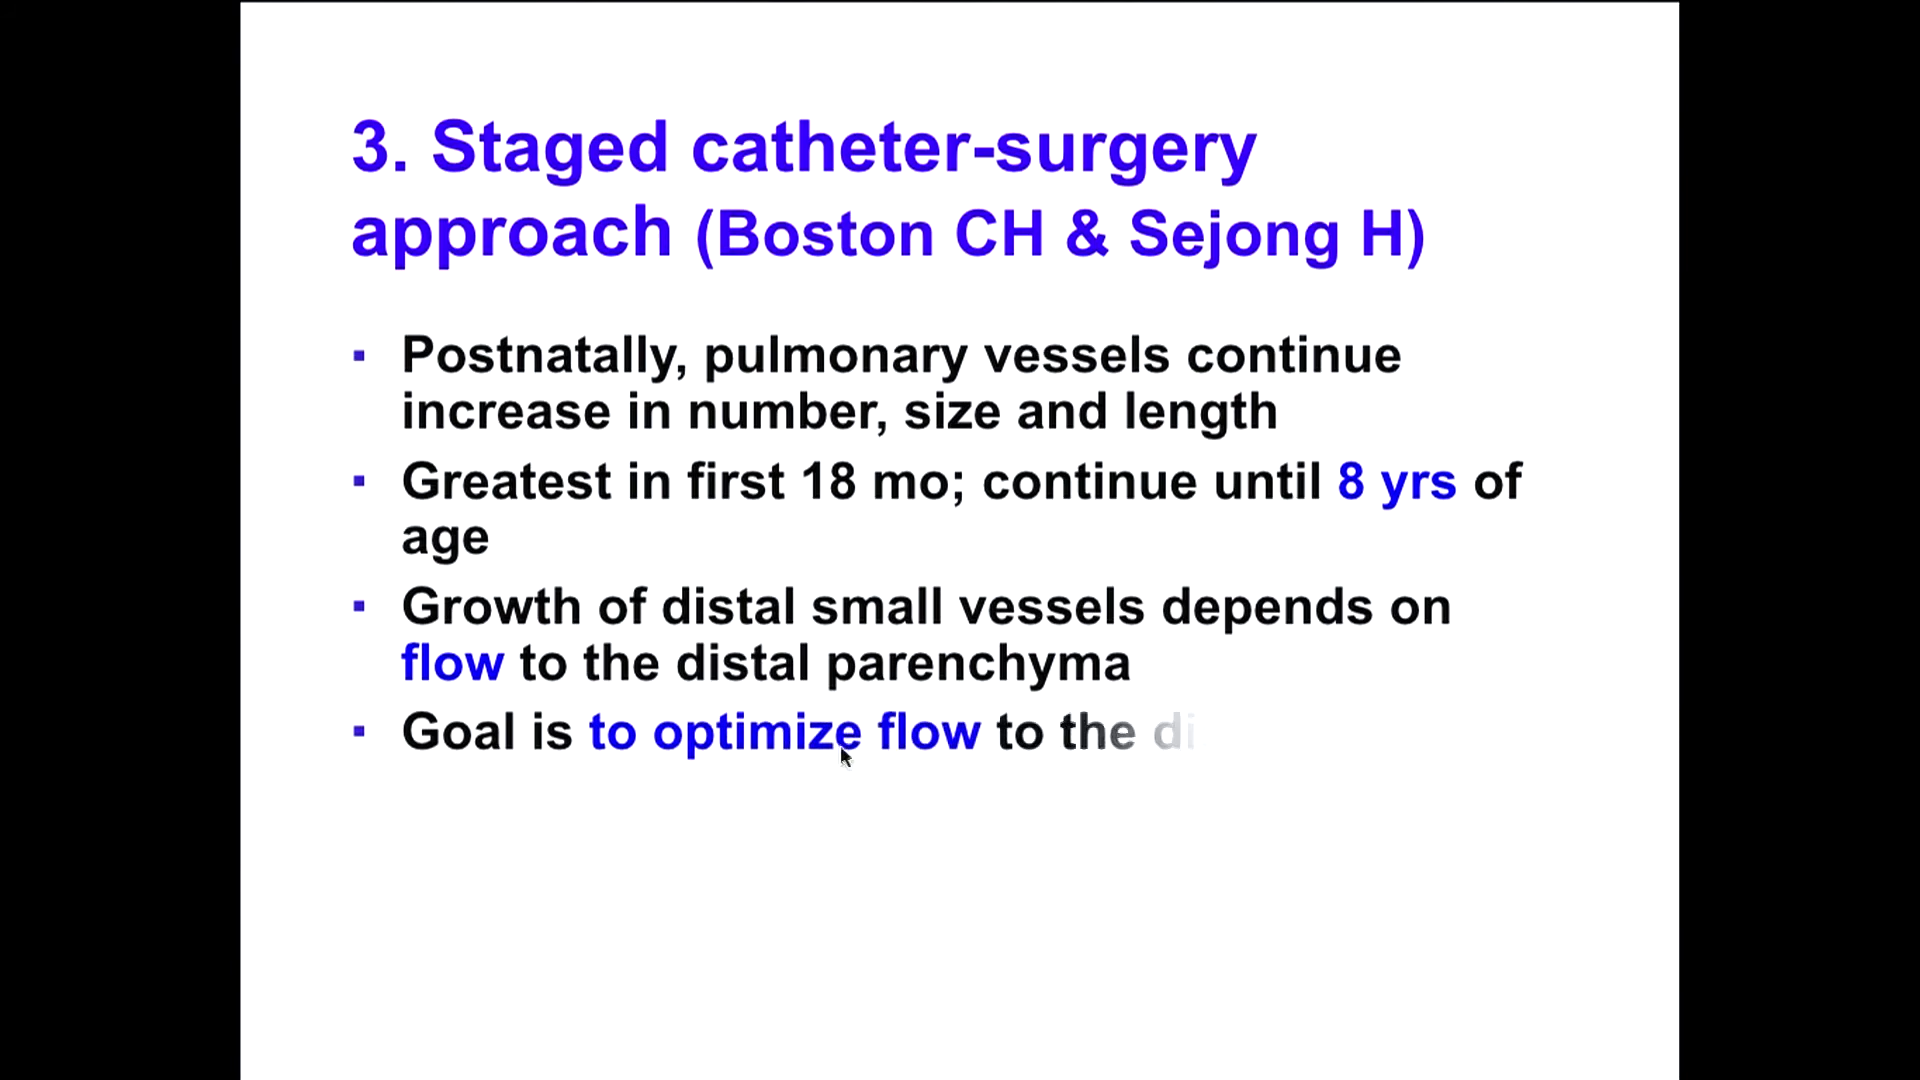 3. Staged catheter-surgery
approach (Boston CH & Sejong H)
▪ Postnatally, pulmonary vessels continue
increase in number, size and length
▪ Greatest in first 18 mo; continue until 8 yrs of
age
▪ Growth of distal small vessels depends on
flow to the distal parenchyma
▪ Goal is to optimize flow to the